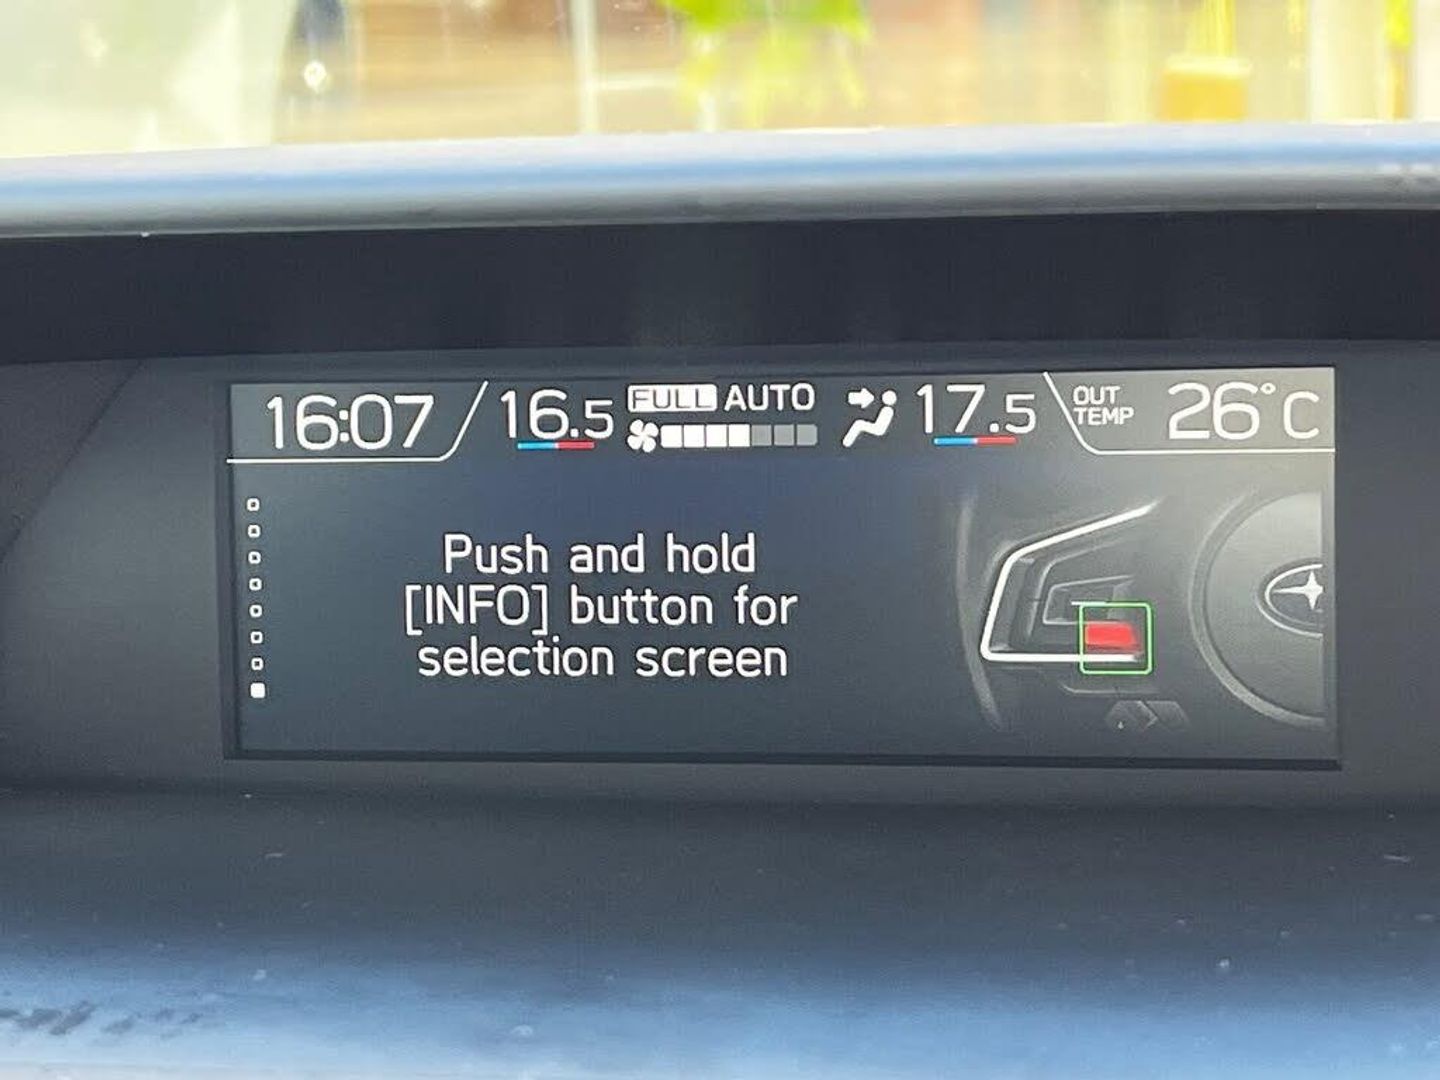 16:07 16.5 FULL AUTO 17.5 OUT TEMP 26°C
Push and hold
[INFO] button for
selection screen